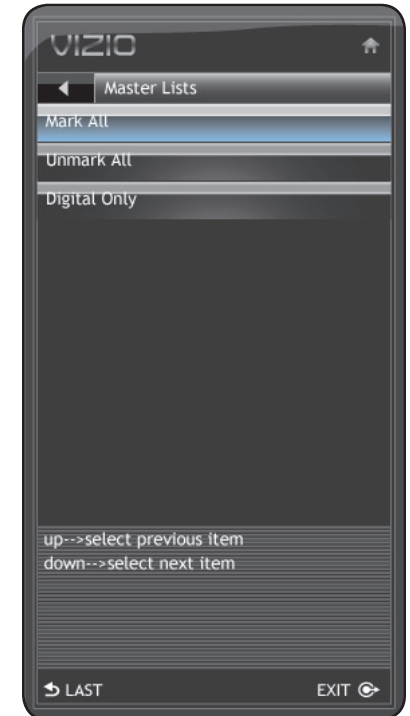 VIZIO
Master Lists
Mark All
Unmark All
Digital Only
up-->select previous item
down-->select next item
LAST EXIT